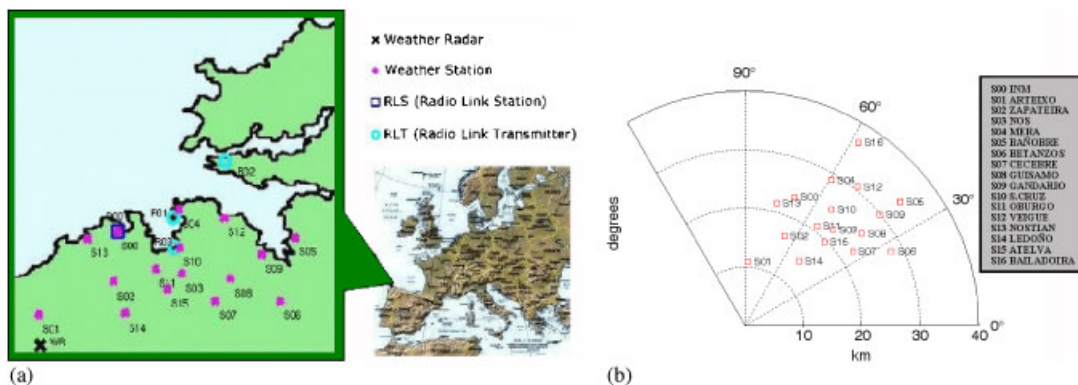 Weather Radar
Weather Station
RLS (Radio Link Station)
RLT (Radio Link Transmitter)
R02
R01
S04
S12
S00
S13
S10
S05
S09
S11
S03
S02
S15
S08
S07
S06
S14
SC1
WR
(a)
90°
60°
30°
0°
degrees
S16
S04
S12
S00
S13
S10
S05
S09
S11
S08
S02
S15
S07
S06
S01
S14
10
20
30
40
km
S00 INM
S01 ARTEIXO
S02 ZAPATEIRA
S03 NOS
S04 MERA
S05 BAÑOBRE
S06 BETANZOS
S07 CECEBRE
S08 GUISAMO
S09 GANDARIO
S10 S.CRUZ
S11 OBURGO
S12 VEIGUE
S13 NOSTIAN
S14 LEDOÑO
S15 ATELVA
S16 BAILADOIRA
(b)